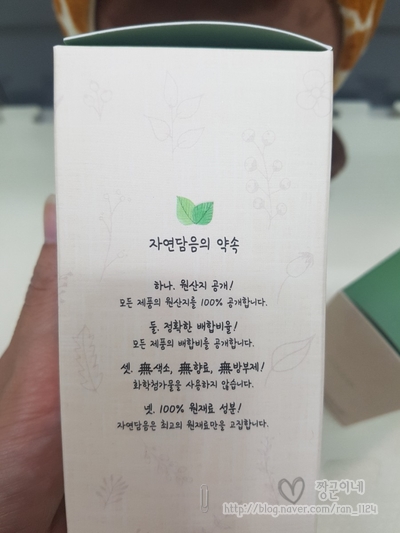 자연담음의 약속
하나. 원산지 공개!
모든 제품의 원산지를 100% 공개합니다.
둘. 정확한 배합비율!
모든 제품의 배합비를 공개합니다.
셋. 無색소, 無향료, 無방부제!
화학첨가물을 사용하지 않습니다.
넷. 100% 원재료 성분!
자연담음은 최고의 원재료만을 고집합니다.
짱군이네
http://blog.naver.com/ran_1124